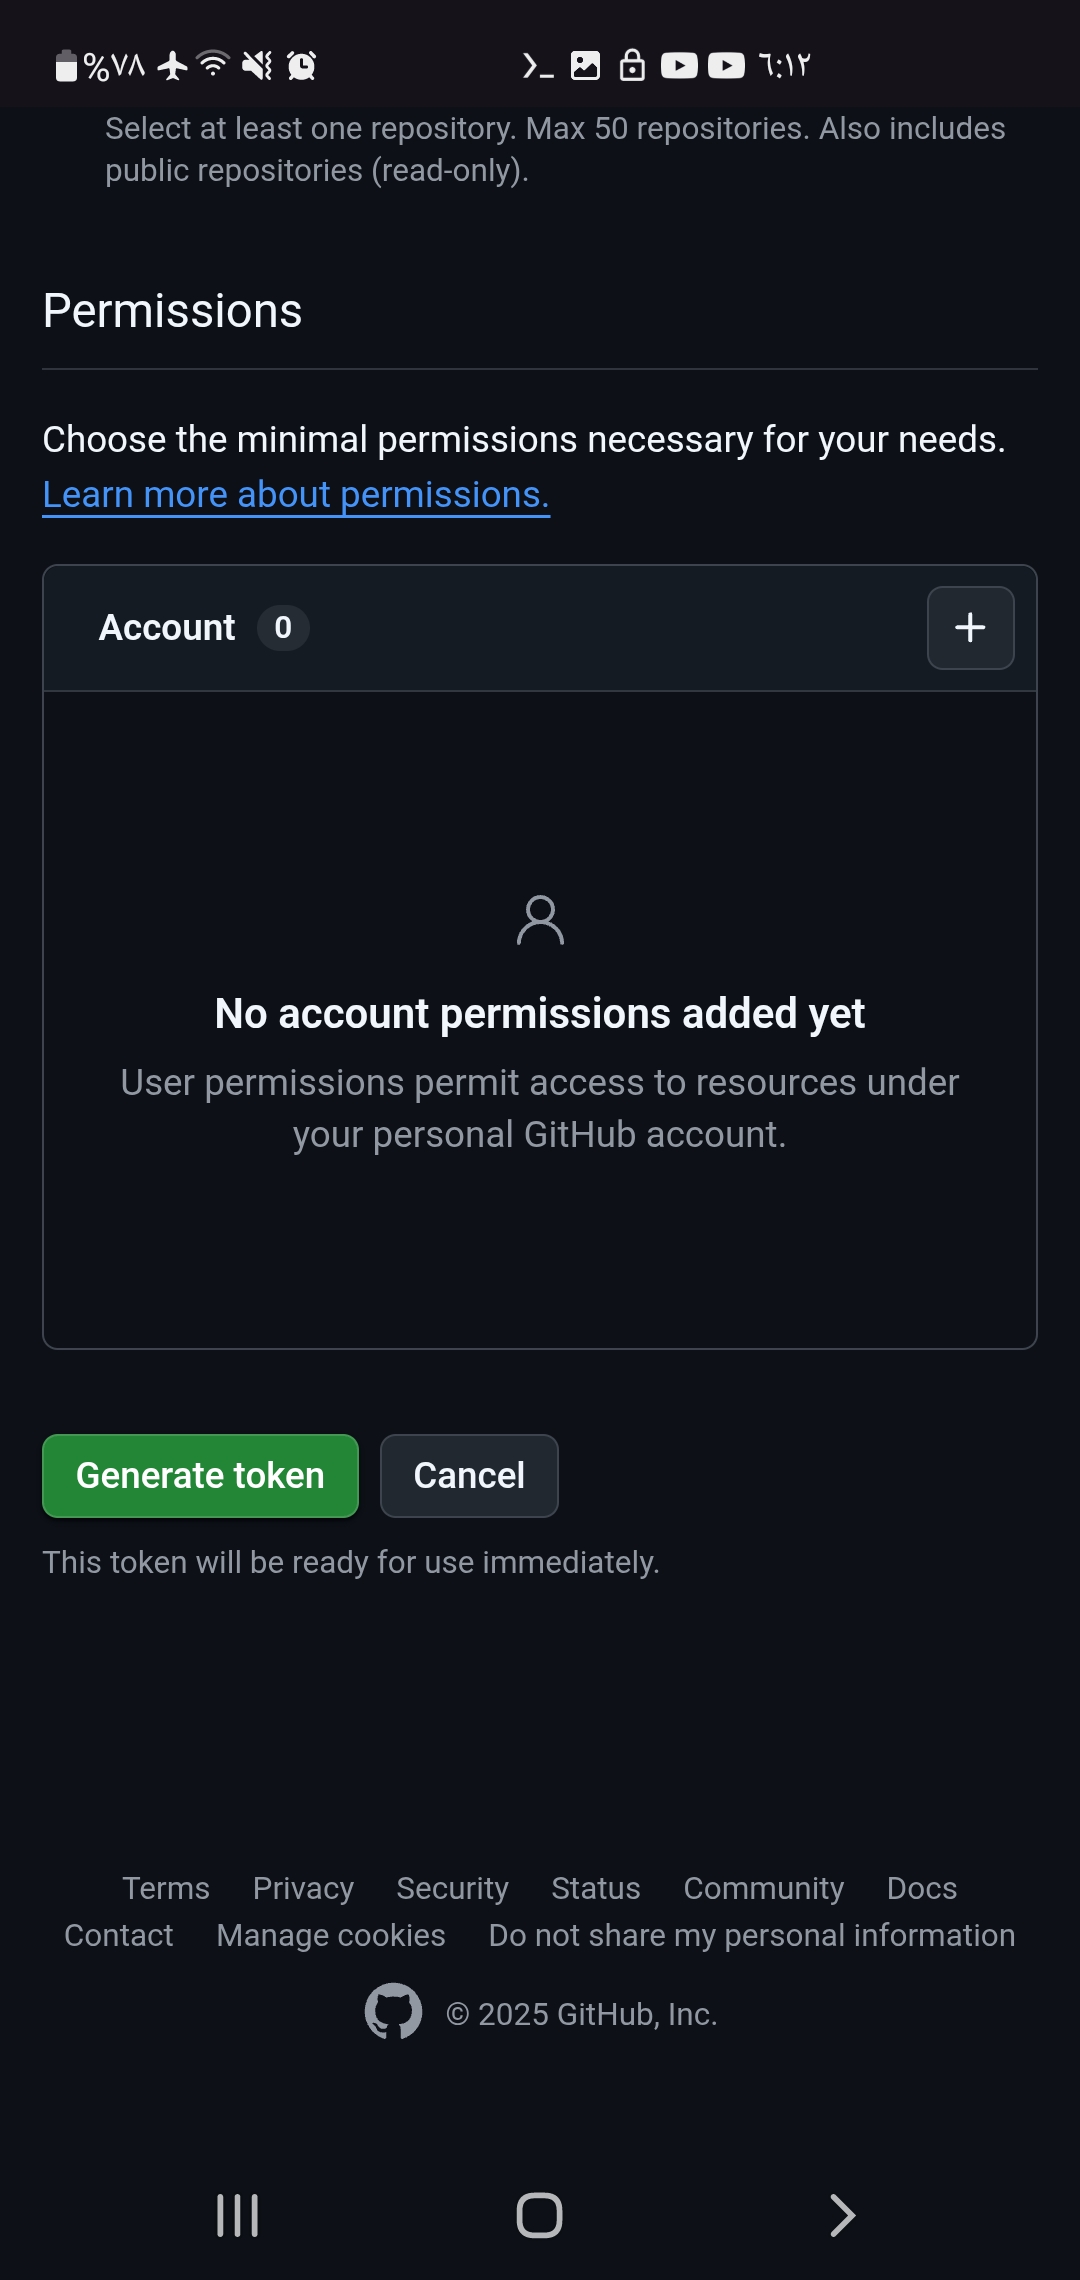 %٧٨ ٦:١٢
Select at least one repository. Max 50 repositories. Also includes
public repositories (read-only).
Permissions
Choose the minimal permissions necessary for your needs.
Learn more about permissions.
Account 0
No account permissions added yet
User permissions permit access to resources under
your personal GitHub account.
Generate token Cancel
This token will be ready for use immediately.
Terms Privacy Security Status Community Docs
Contact Manage cookies Do not share my personal information
© 2025 GitHub, Inc.